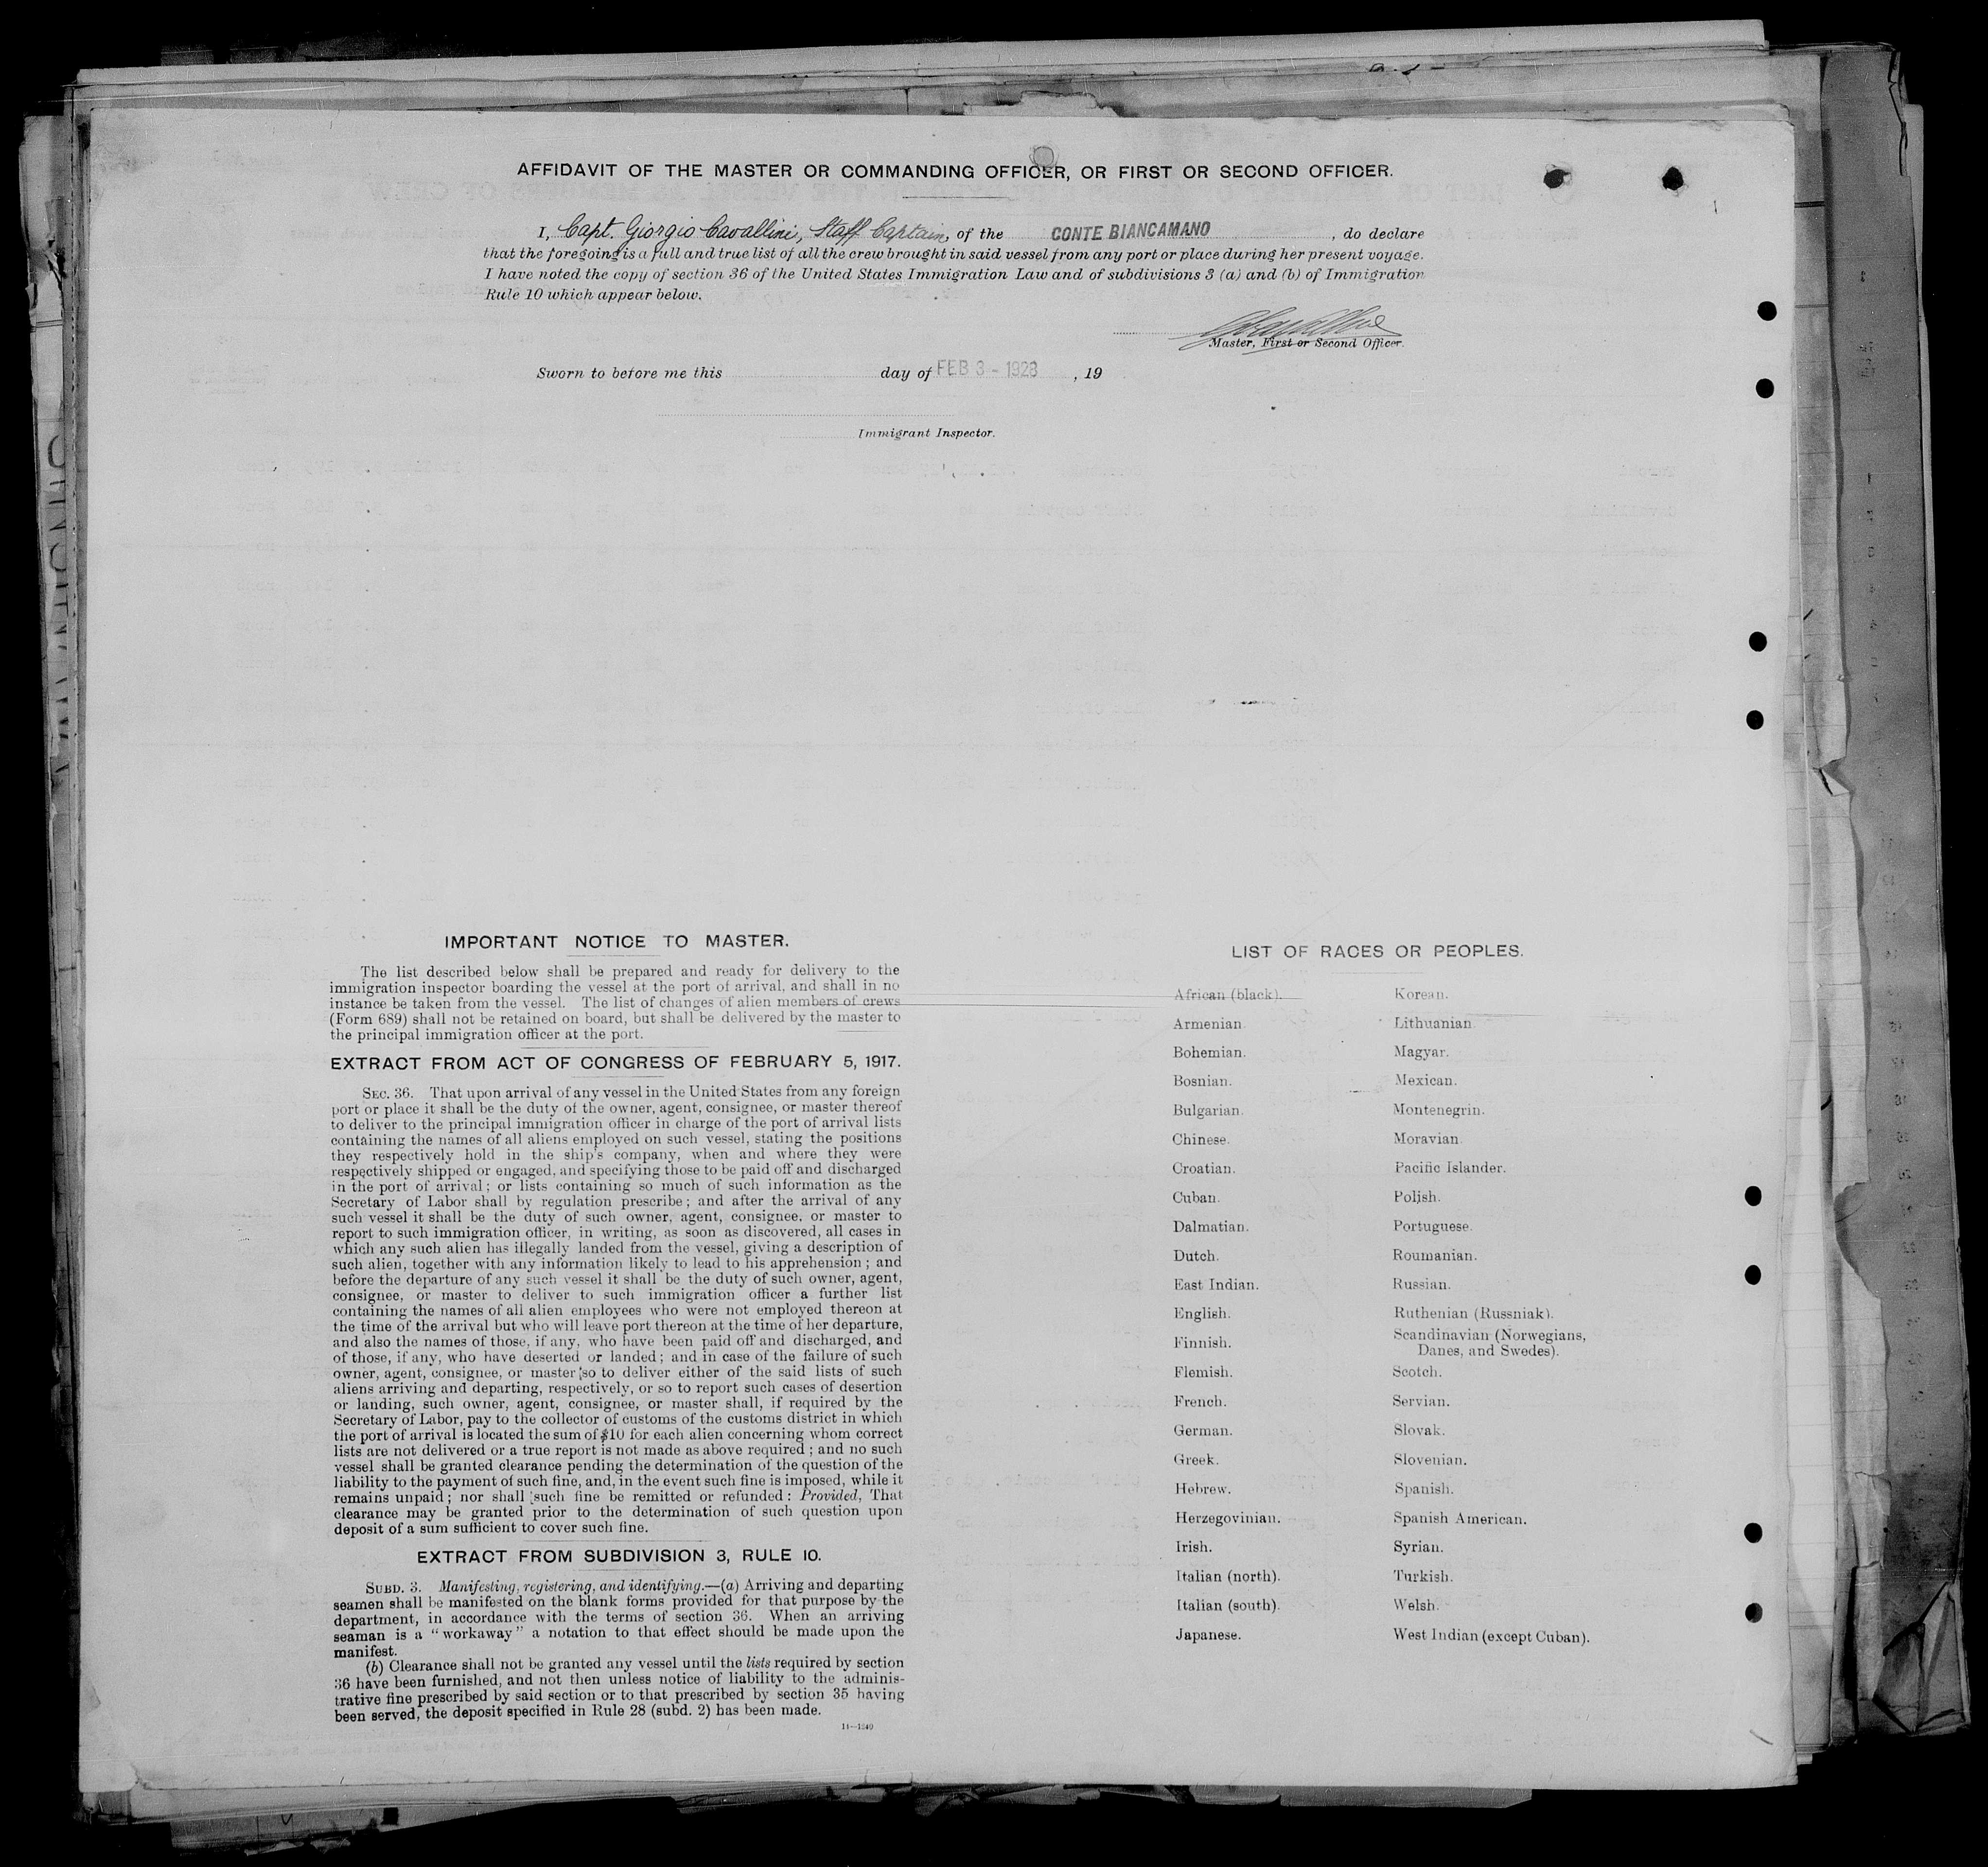 AFFIDAVIT OF THE MASTER OR COMMANDING OFFICER, OR FIRST OR SECOND OFFICER.
I, Capt. Giorgio Cavallini, Staff Captain, of the CONTE BIANCAMANO, do declare
that the foregoing is a full and true list of all the crew brought in said vessel from any port or place during her present voyage.
I have noted the copy of section 36 of the United States Immigration Law and of subdivisions 3 (a) and (b) of Immigration
Rule 10 which appear below.
Master, First or Second Officer.
Sworn to before me this day of FEB 3 - 1928, 19
Immigrant Inspector.
IMPORTANT NOTICE TO MASTER.
The list described below shall be prepared and ready for delivery to the
immigration inspector boarding the vessel at the port of arrival, and shall in no
instance be taken from the vessel. The list of changes of alien members of crews
(Form 689) shall not be retained on board, but shall be delivered by the master to
the principal immigration officer at the port.
EXTRACT FROM ACT OF CONGRESS OF FEBRUARY 5, 1917.
SEC. 36. That upon arrival of any vessel in the United States from any foreign
port or place it shall be the duty of the owner, agent, consignee, or master thereof
to deliver to the principal immigration officer in charge of the port of arrival lists
containing the names of all aliens employed on such vessel, stating the positions
they respectively hold in the ship's company, when and where they were
respectively shipped or engaged, and specifying those to be paid off and discharged
in the port of arrival; or lists containing so much of such information as the
Secretary of Labor shall by regulation prescribe; and after the arrival of any
such vessel it shall be the duty of such owner, agent, consignee, or master to
report to such immigration officer, in writing, as soon as discovered, all cases in
which any such alien has illegally landed from the vessel, giving a description of
such alien, together with any information likely to lead to his apprehension; and
before the departure of any such vessel it shall be the duty of such owner, agent,
consignee, or master to deliver to such immigration officer a further list
containing the names of all alien employees who were not employed thereon at
the time of the arrival but who will leave port thereon at the time of her departure,
and also the names of those, if any, who have been paid off and discharged, and
of those, if any, who have deserted or landed; and in case of the failure of such
owner, agent, consignee, or master so to deliver either of the said lists of such
aliens arriving and departing, respectively, or so to report such cases of desertion
or landing, such owner, agent, consignee, or master shall, if required by the
Secretary of Labor, pay to the collector of customs of the customs district in which
the port of arrival is located the sum of $10 for each alien concerning whom correct
lists are not delivered or a true report is not made as above required; and no such
vessel shall be granted clearance pending the determination of the question of the
liability to the payment of such fine, and, in the event such fine is imposed, while it
remains unpaid; nor shall such fine be remitted or refunded: Provided, That
clearance may be granted prior to the determination of such question upon
deposit of a sum sufficient to cover such fine.
EXTRACT FROM SUBDIVISION 3, RULE 10.
SUBD. 3. Manifesting, registering, and identifying.—(a) Arriving and departing
seamen shall be manifested on the blank forms provided for that purpose by the
department, in accordance with the terms of section 36. When an arriving
seaman is a "workaway" a notation to that effect should be made upon the
manifest.
(b) Clearance shall not be granted any vessel until the lists required by section
36 have been furnished, and not then unless notice of liability to the adminis-
trative fine prescribed by said section or to that prescribed by section 35 having
been served, the deposit specified in Rule 28 (subd. 2) has been made.
11—1340
LIST OF RACES OR PEOPLES.
African (black).
Armenian.
Bohemian.
Bosnian.
Bulgarian.
Chinese.
Croatian.
Cuban.
Dalmatian.
Dutch.
East Indian.
English.
Finnish.
Flemish.
French.
German.
Greek.
Hebrew.
Herzegovinian.
Irish.
Italian (north).
Italian (south).
Japanese.
Korean.
Lithuanian.
Magyar.
Mexican.
Montenegrin.
Moravian.
Pacific Islander.
Polish.
Portuguese.
Roumanian.
Russian.
Ruthenian (Russniak).
Scandinavian (Norwegians,
Danes, and Swedes).
Scotch.
Servian.
Slovak.
Slovenian.
Spanish.
Spanish American.
Syrian.
Turkish.
Welsh.
West Indian (except Cuban).